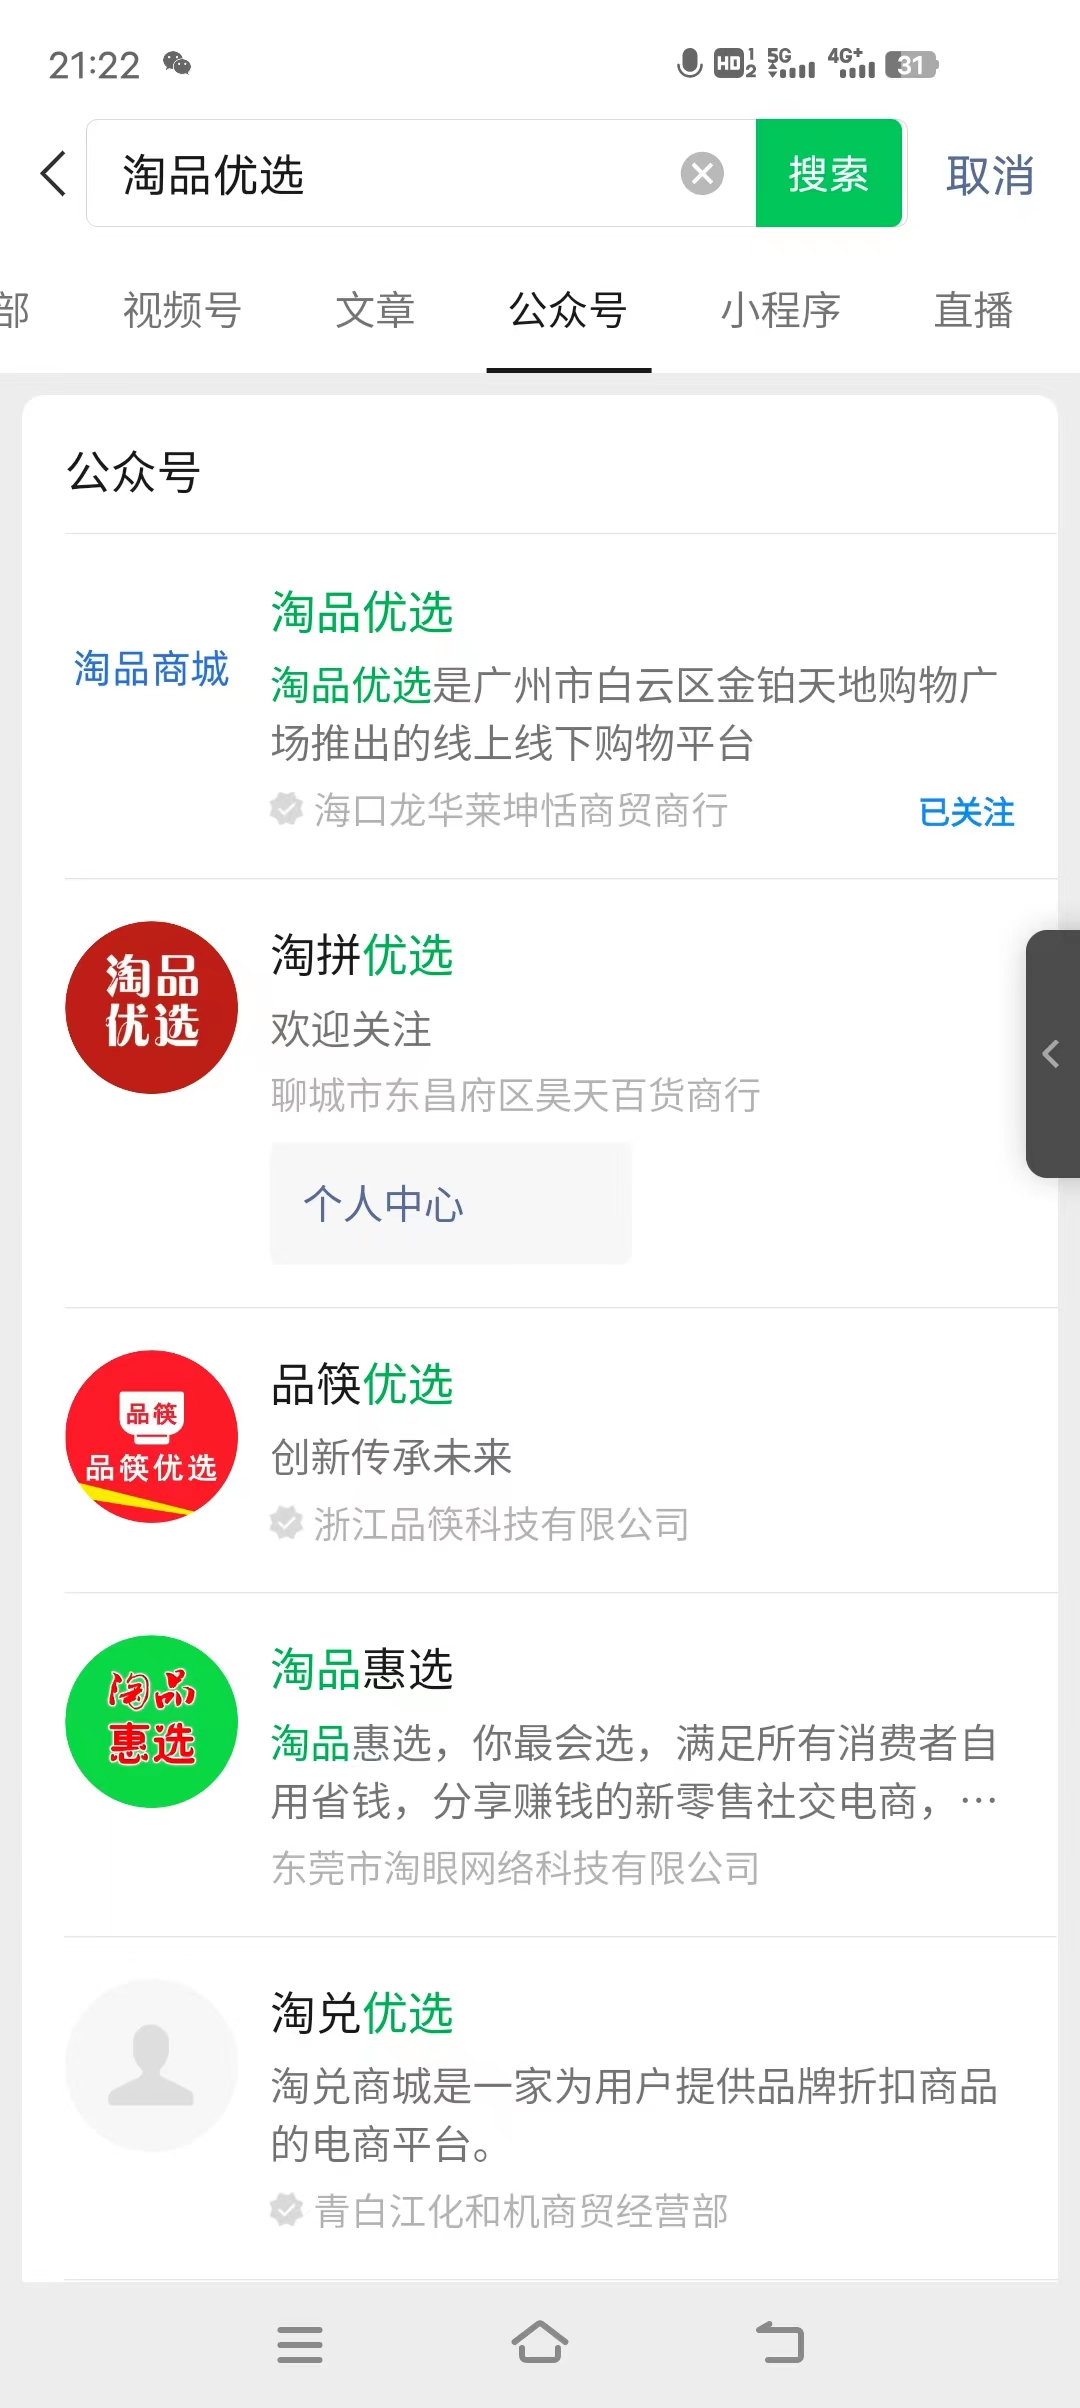 21:22
HD 1 2 5G 4G+ 31
淘品优选
搜索
取消
部 视频号 文章 公众号 小程序 直播
公众号
淘品商城
淘品优选
淘品优选是广州市白云区金铂天地购物广
场推出的线上线下购物平台
海口龙华莱坤恬商贸商行
已关注
淘品
优选
淘拼优选
欢迎关注
聊城市东昌府区昊天百货商行
个人中心
品筷
品筷优选
品筷优选
创新传承未来
浙江品筷科技有限公司
淘品
惠选
淘品惠选
淘品惠选，你最会选，满足所有消费者自
用省钱，分享赚钱的新零售社交电商，…
东莞市淘眼网络科技有限公司
淘兑优选
淘兑商城是一家为用户提供品牌折扣商品
的电商平台。
青白江化和机商贸经营部